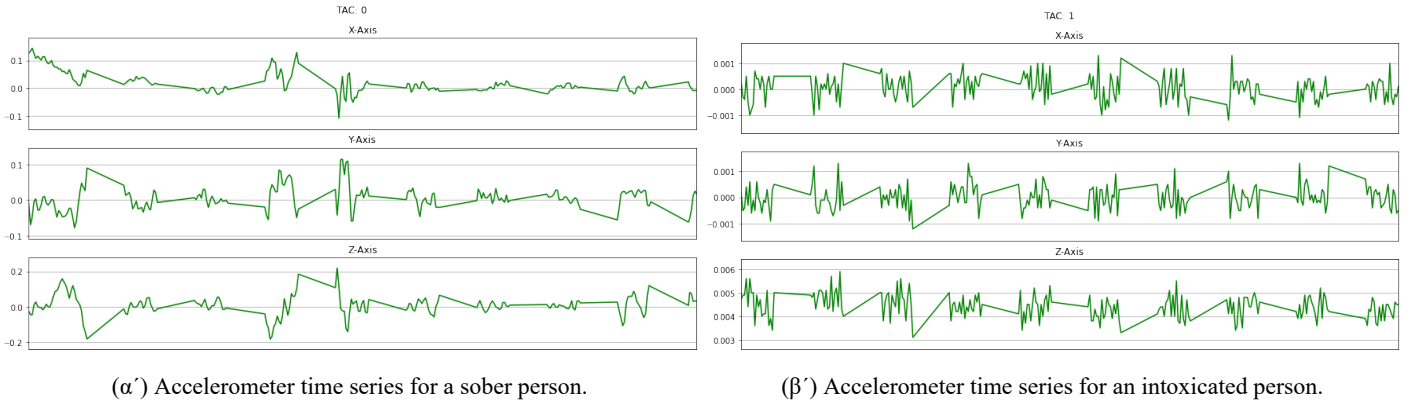 TAC: 0
X-Axis
0.1
0.0
−0.1
Y-Axis
0.1
0.0
−0.1
Z-Axis
0.2
0.0
−0.2
(α´) Accelerometer time series for a sober person.
TAC: 1
X-Axis
0.001
0.000
−0.001
Y-Axis
0.001
0.000
−0.001
Z-Axis
0.006
0.005
0.004
0.003
(β´) Accelerometer time series for an intoxicated person.